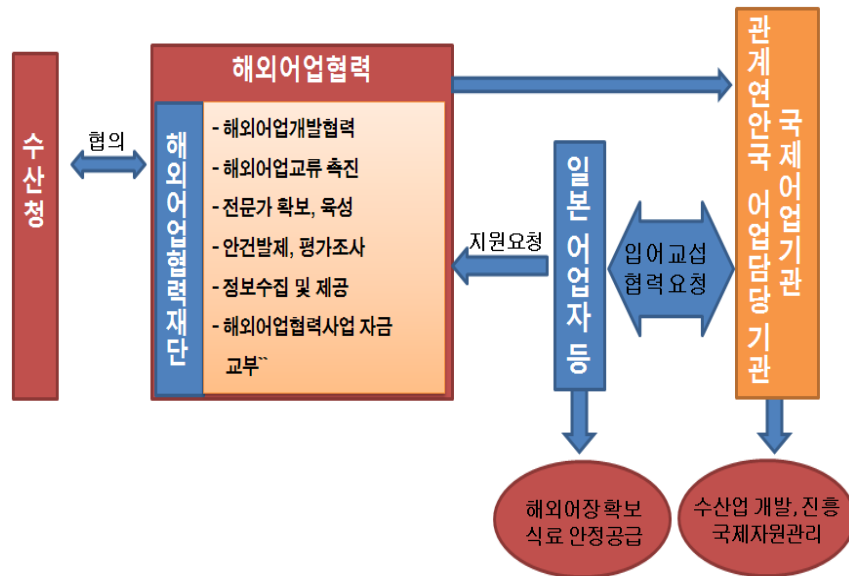 수산청
협의
해외어업협력
해외어업협력재단
- 해외어업개발협력
- 해외어업교류 촉진
- 전문가 확보, 육성
- 안건발제, 평가조사
- 정보수집 및 제공
- 해외어업협력사업 자금
교부``
지원요청
일본 어업자 등
입어교섭
협력요청
국제어업기관
관계연안국 어업담당 기관
해외어장확보
식료 안정공급
수산업 개발, 진흥
국제자원관리